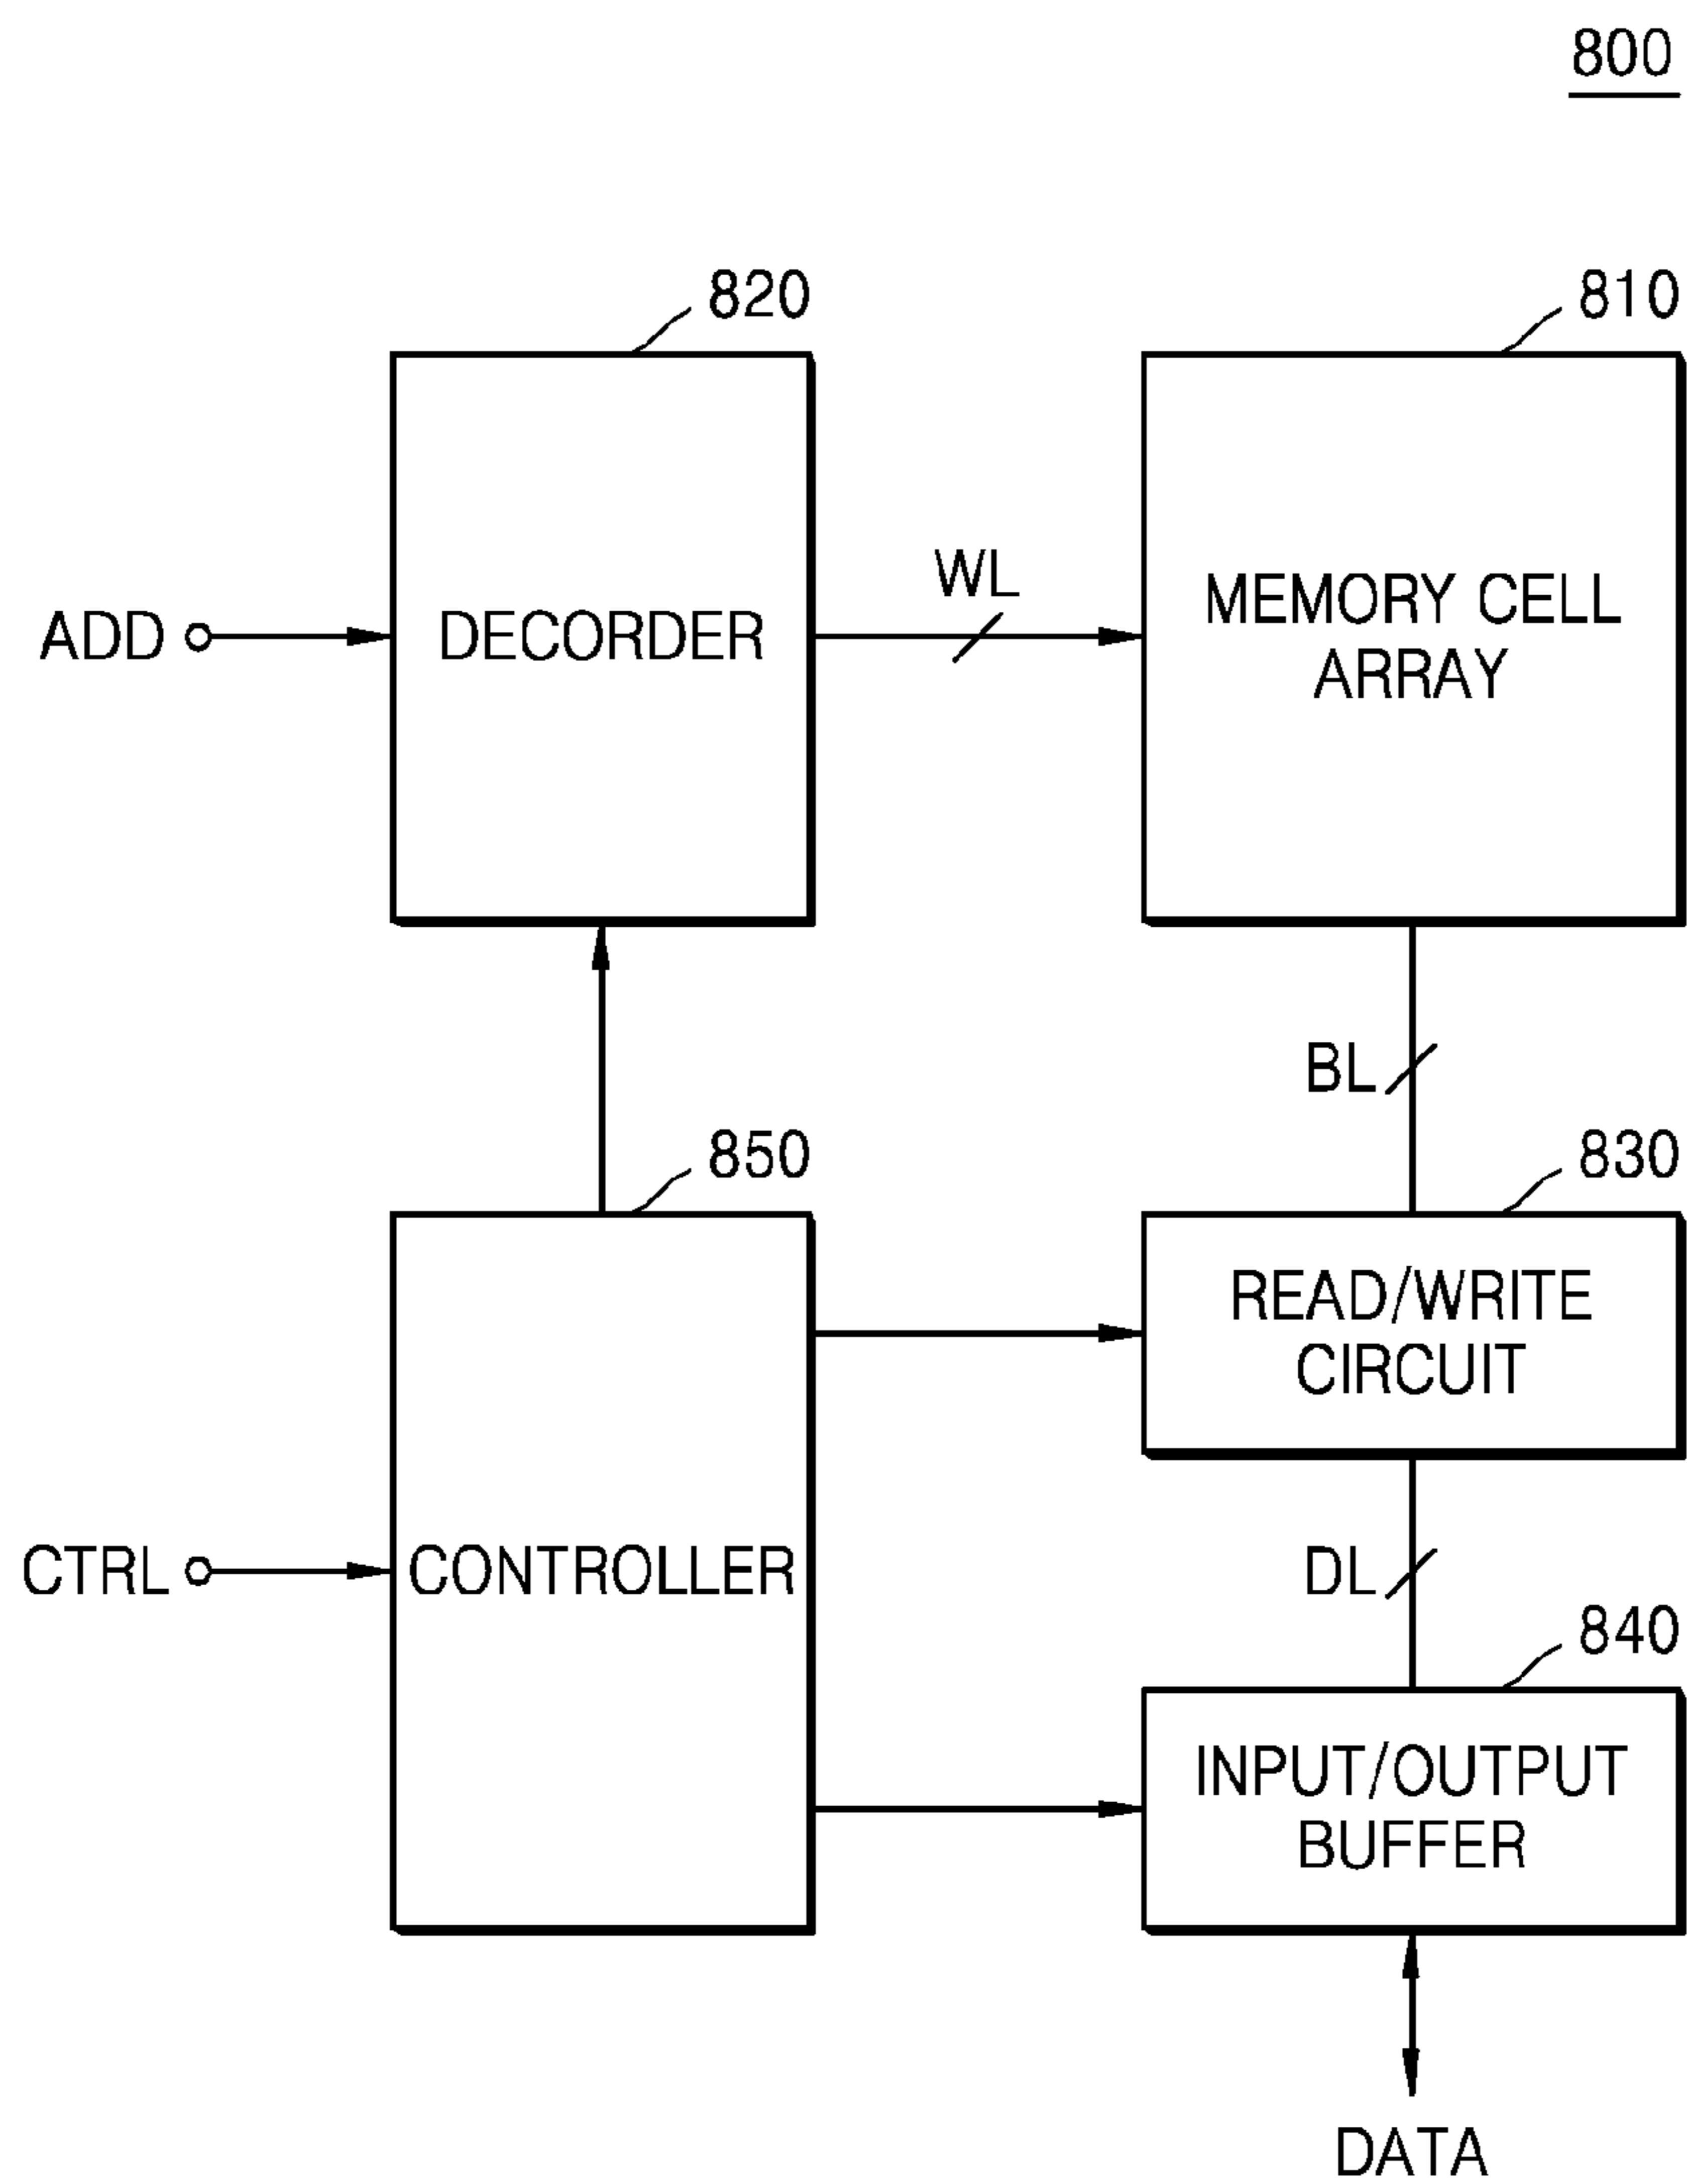 800
820
810
ADD
DECORDER
WL
MEMORY CELL
ARRAY
BL
850
830
READ/WRITE
CIRCUIT
CTRL
CONTROLLER
DL
840
INPUT/OUTPUT
BUFFER
DATA